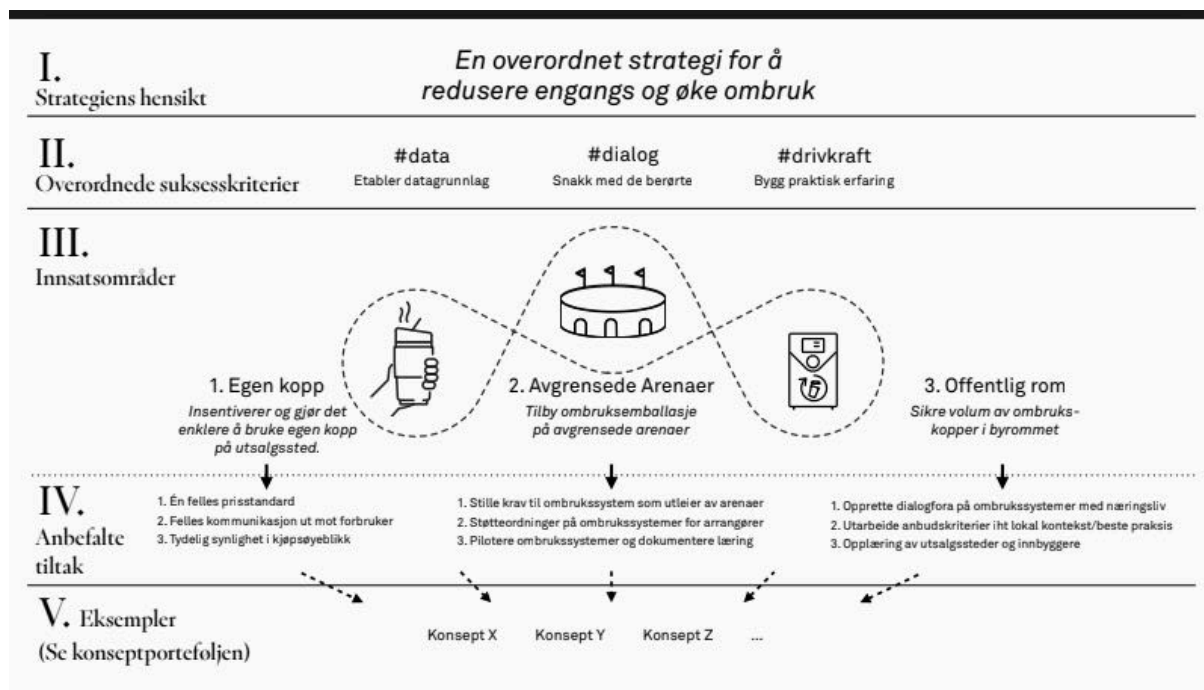 I.
Strategiens hensikt
En overordnet strategi for å
redusere engangs og øke ombruk
II.
Overordnede suksesskriterier
#data
Etabler datagrunnlag
#dialog
Snakk med de berørte
#drivkraft
Bygg praktisk erfaring
III.
Innsatsområder
1. Egen kopp
Insentiverer og gjør det
enklere å bruke egen kopp
på utsalgssted.
2. Avgrensede Arenaer
Tilby ombruksemballasje
på avgrensede arenaer
3. Offentlig rom
Sikre volum av ombruks-
kopper i byrommet
IV.
Anbefalte
tiltak
1. Én felles prisstandard
2. Felles kommunikasjon ut mot forbruker
3. Tydelig synlighet i kjøpsøyeblikk
1. Stille krav til ombrukssystem som utleier av arenaer
2. Støtteordninger på ombrukssystemer for arrangører
3. Pilotere ombrukssystemer og dokumentere læring
1. Opprette dialogfora på ombrukssystemer med næringsliv
2. Utarbeide anbudskriterier iht lokal kontekst/beste praksis
3. Opplæring av utsalgssteder og innbyggere
V. Eksempler
(Se konseptporteføljen)
Konsept X Konsept Y Konsept Z ...